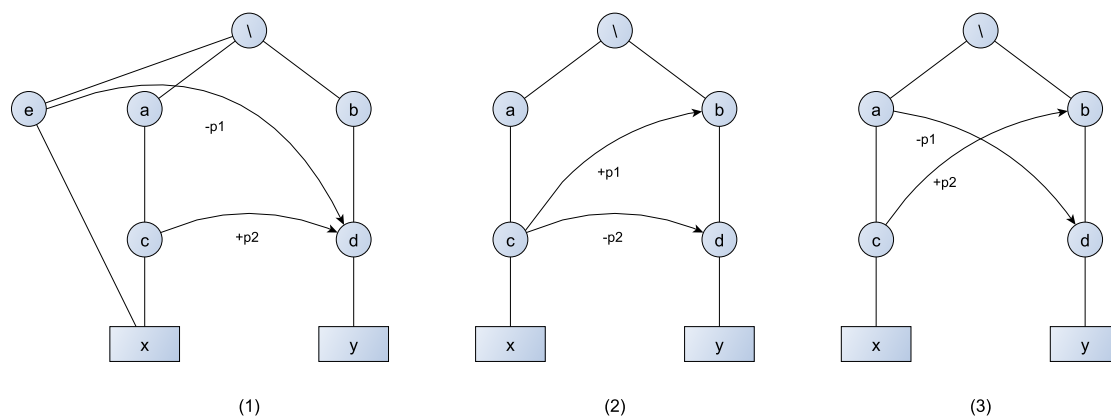 \ \ \
e a b a b a b
-p1 +p1 -p1
+p2 -p2 +p2
c d c d c d
x y x y x y
(1) (2) (3)